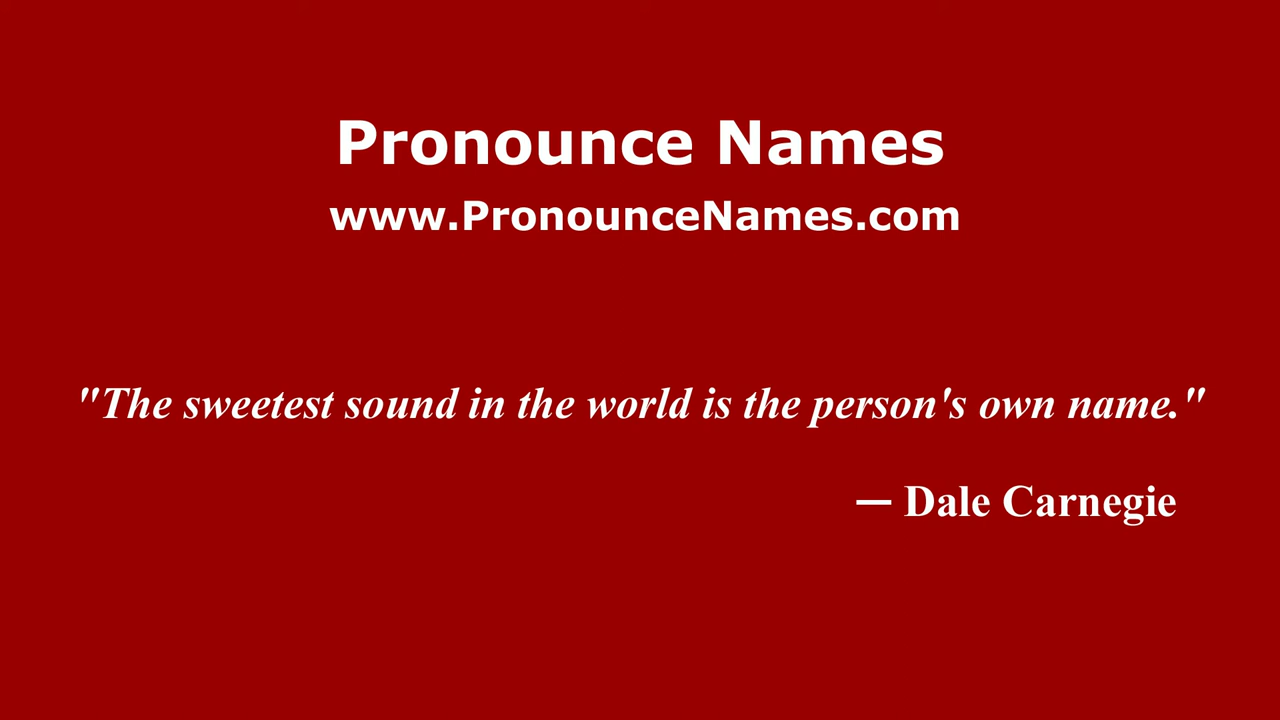 Pronounce Names
www.PronounceNames.com
"The sweetest sound in the world is the person's own name."
— Dale Carnegie